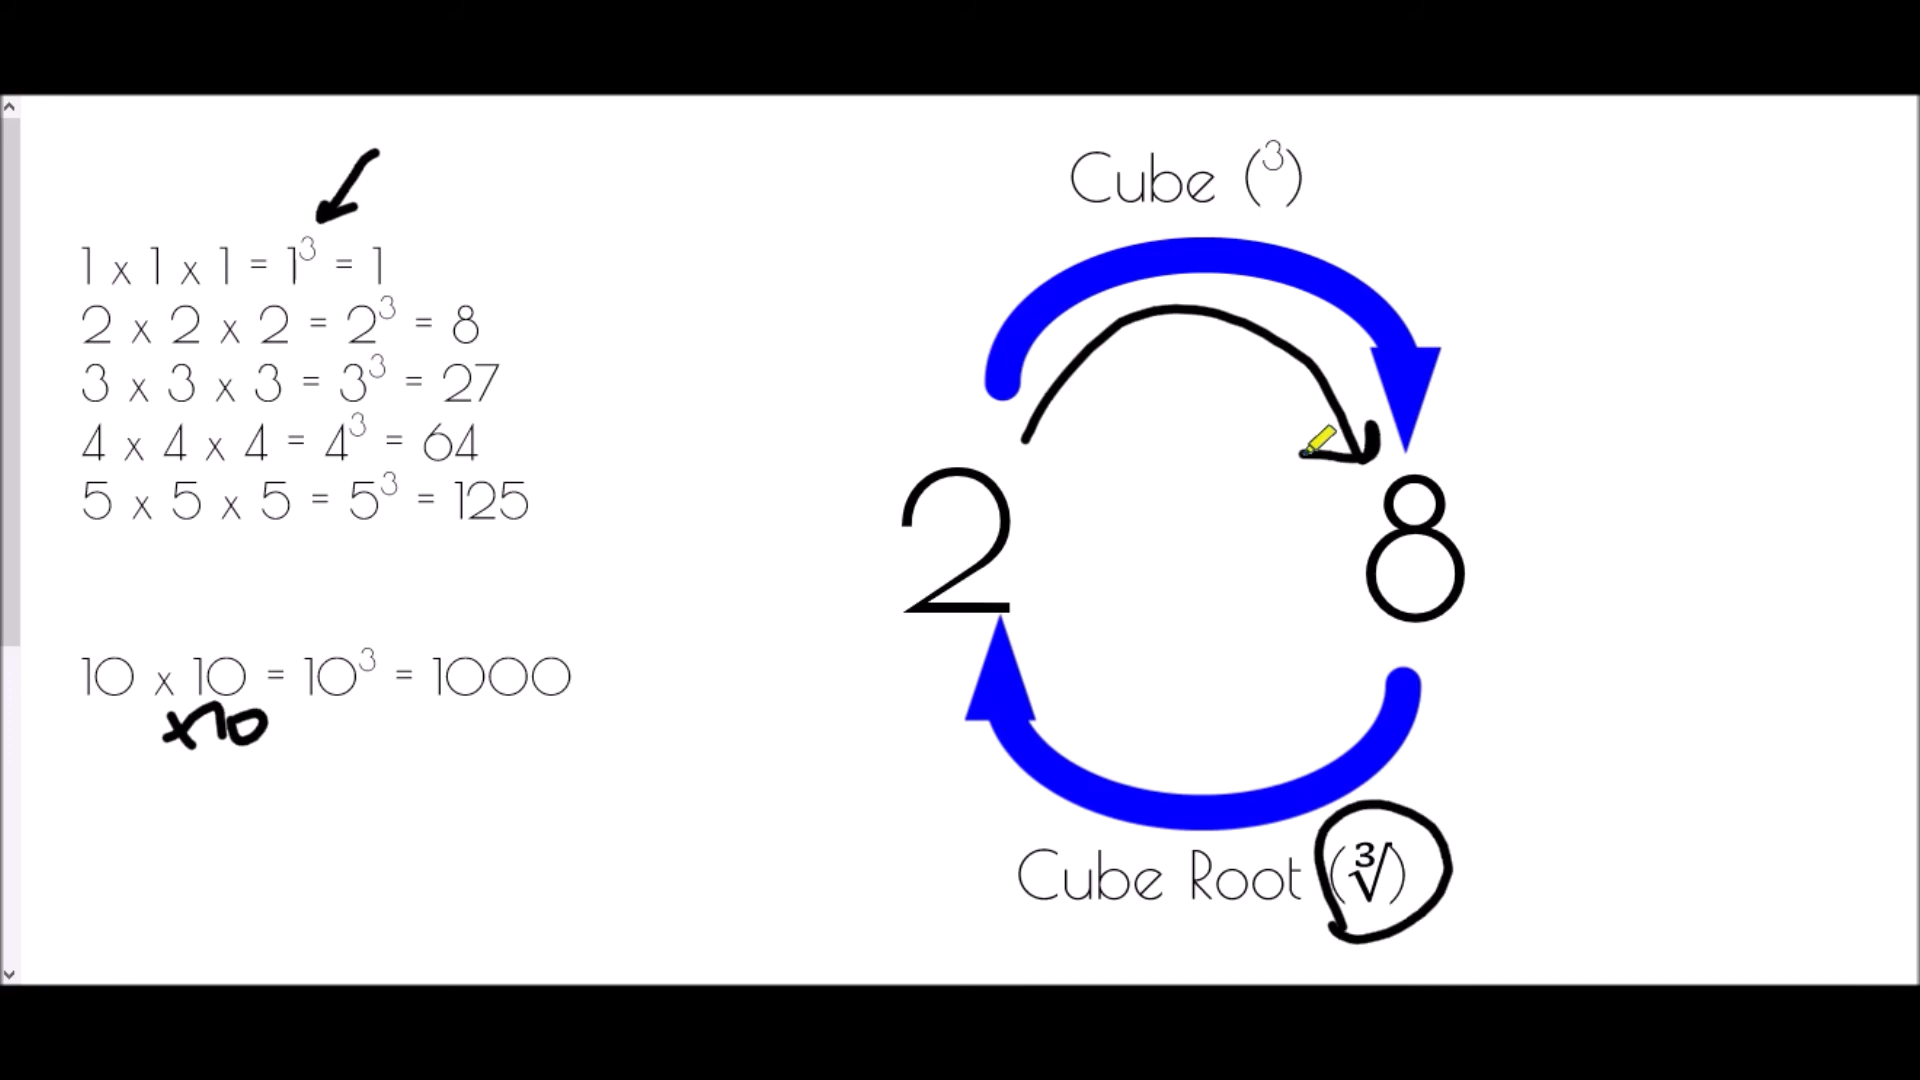 1 x 1 x 1 = 1³ = 1
2 x 2 x 2 = 2³ = 8
3 x 3 x 3 = 3³ = 27
4 x 4 x 4 = 4³ = 64
5 x 5 x 5 = 5³ = 125
10 x 10 = 10³ = 1000
x10
Cube (³)
2
8
Cube Root (∛)